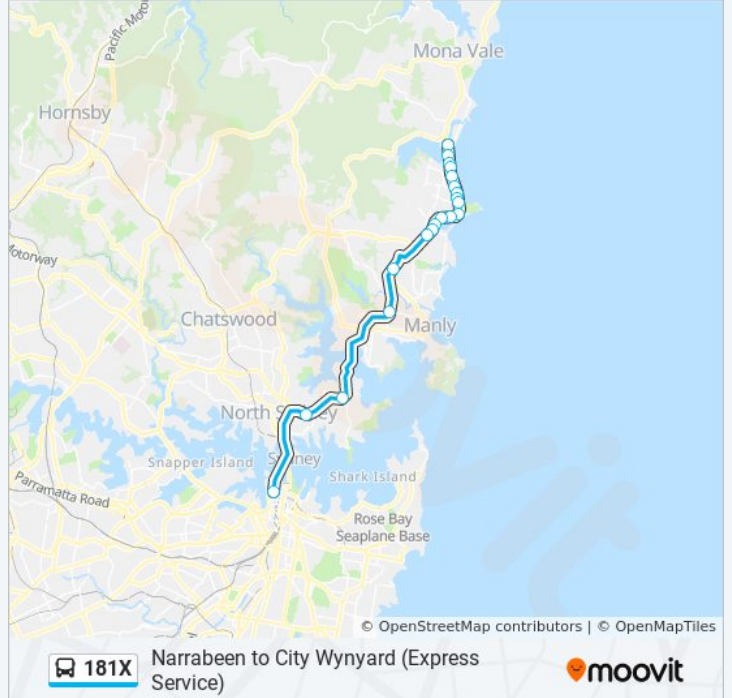 Pacific Motor
Mona Vale
Hornsby
Motorway
Chatswood
Manly
North Sydney
Snapper Island
Sydney
Shark Island
Parramatta Road
Rose Bay
Seaplane Base
© OpenStreetMap contributors | © OpenMapTiles
181X
Narrabeen to City Wynyard (Express
Service)
moovit